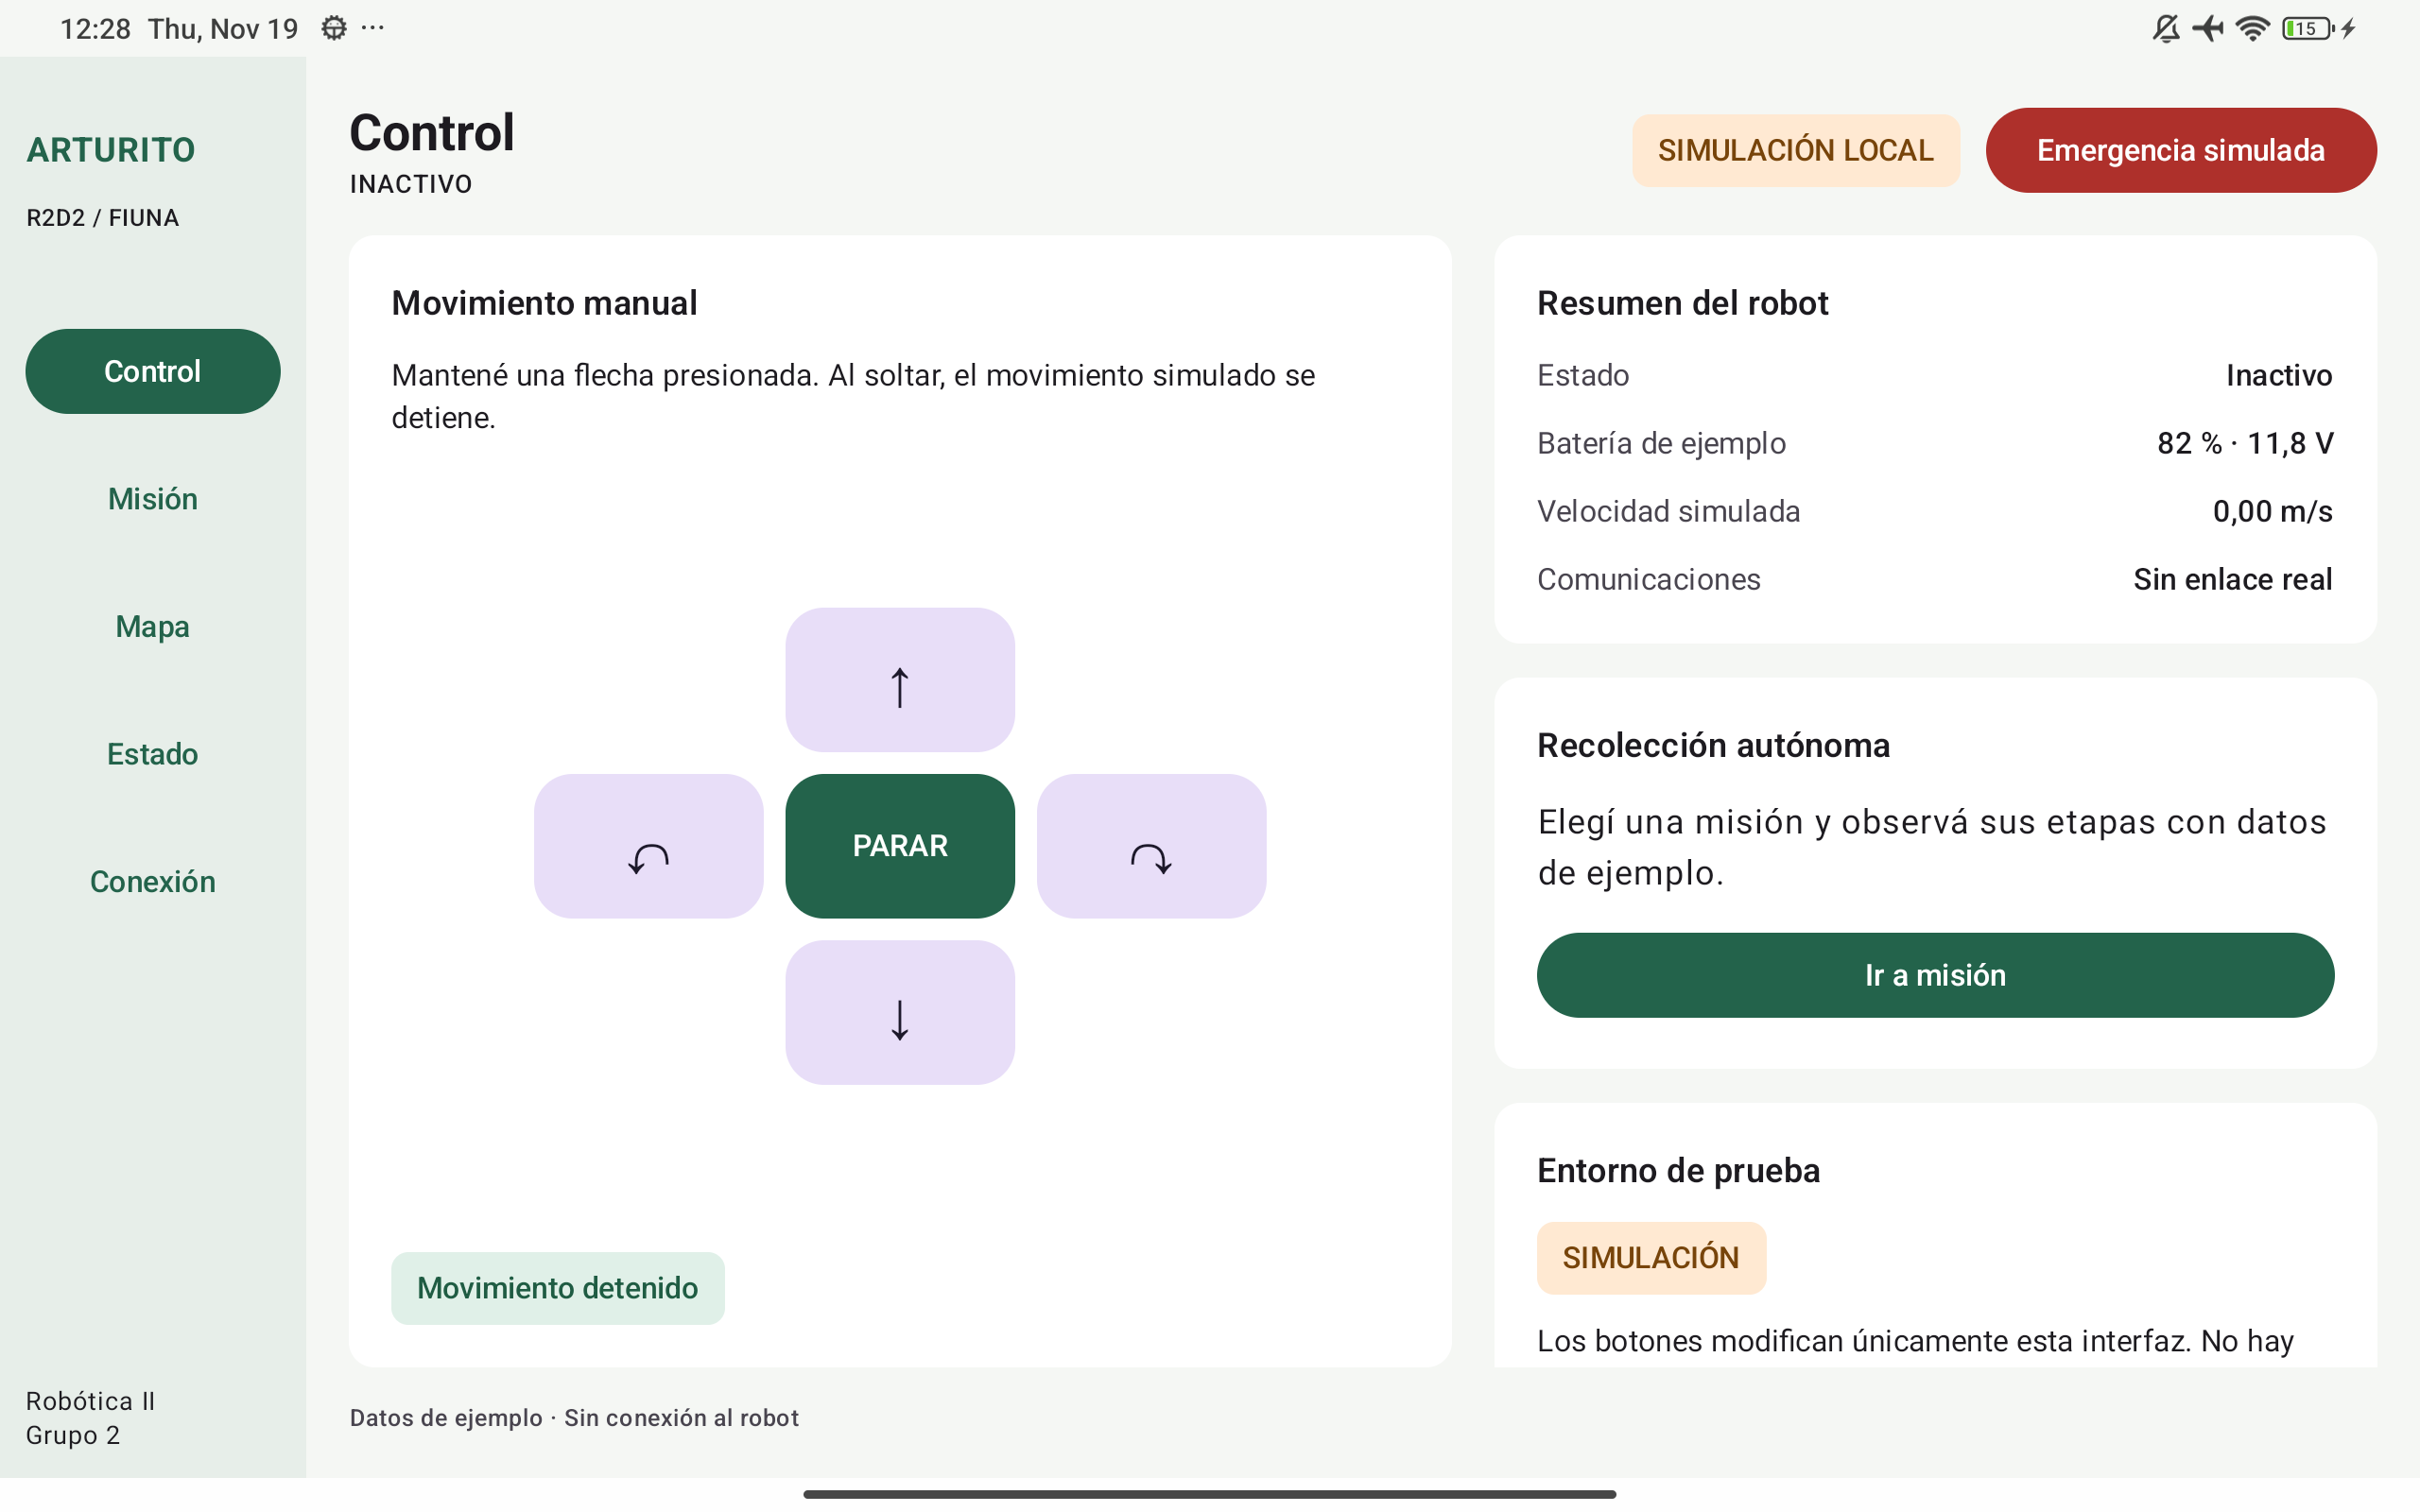 12:28 Thu, Nov 19 ···
15
ARTURITO
R2D2 / FIUNA
Control
Misión
Mapa
Estado
Conexión
Robótica II
Grupo 2
Control
INACTIVO
SIMULACIÓN LOCAL
Emergencia simulada
Movimiento manual
Mantené una flecha presionada. Al soltar, el movimiento simulado se
detiene.
↑
↶
PARAR
↷
↓
Movimiento detenido
Resumen del robot
Estado Inactivo
Batería de ejemplo 82 % · 11,8 V
Velocidad simulada 0,00 m/s
Comunicaciones Sin enlace real
Recolección autónoma
Elegí una misión y observá sus etapas con datos
de ejemplo.
Ir a misión
Entorno de prueba
SIMULACIÓN
Los botones modifican únicamente esta interfaz. No hay
Datos de ejemplo · Sin conexión al robot